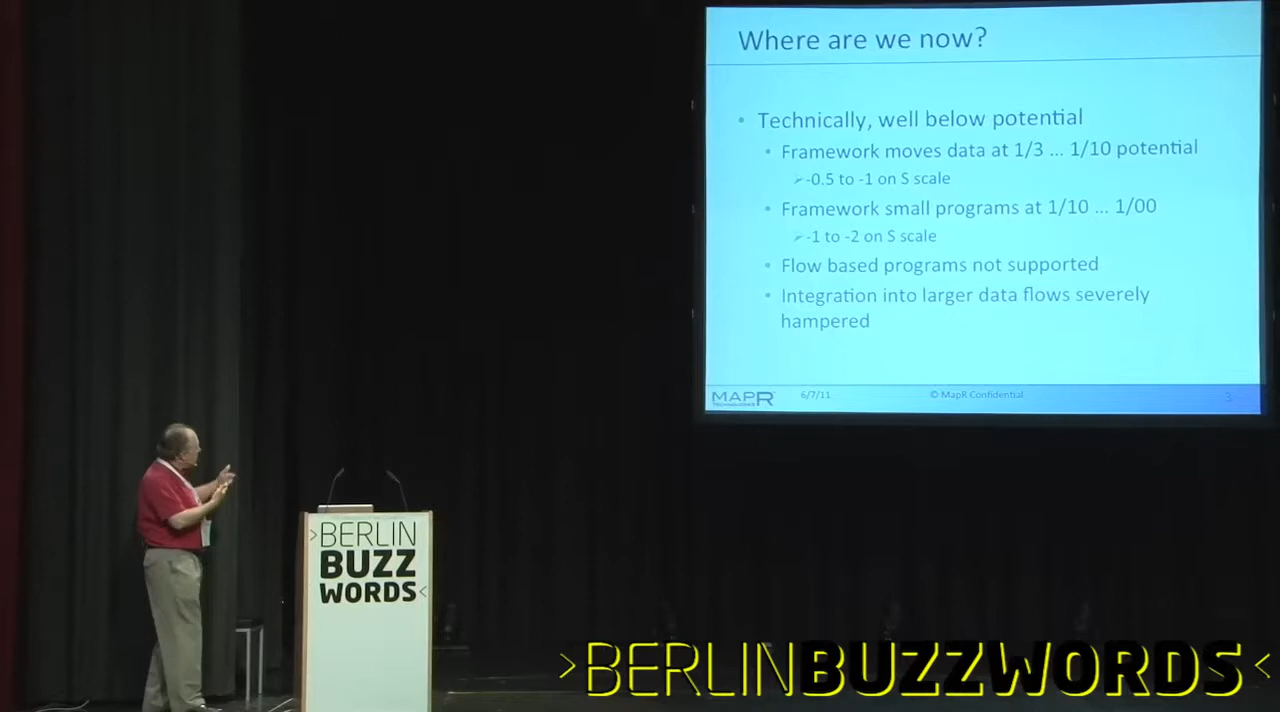 Where are we now?
• Technically, well below potential
• Framework moves data at 1/3 ... 1/10 potential
➢ -0.5 to -1 on S scale
• Framework small programs at 1/10 ... 1/00
➢ -1 to -2 on S scale
• Flow based programs not supported
• Integration into larger data flows severely
hampered
MAPR
TECHNOLOGIES
6/7/11
© MapR Confidential
3
>BERLIN
BUZZ
WORDS<
>BERLINBUZZWORDS<